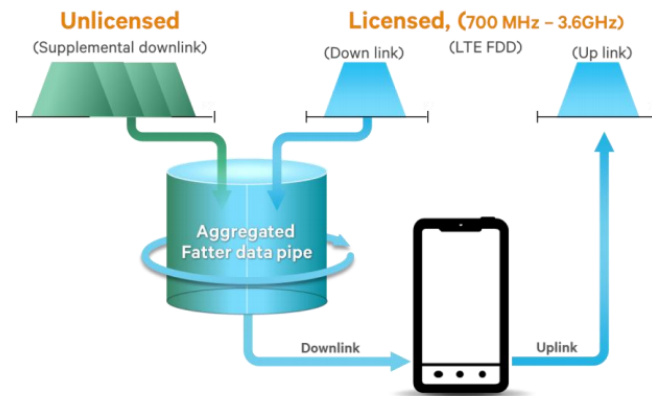 Unlicensed
(Supplemental downlink)
Licensed, (700 MHz – 3.6GHz)
(LTE FDD)
(Down link)
(Up link)
Aggregated
Fatter data pipe
Downlink
Uplink